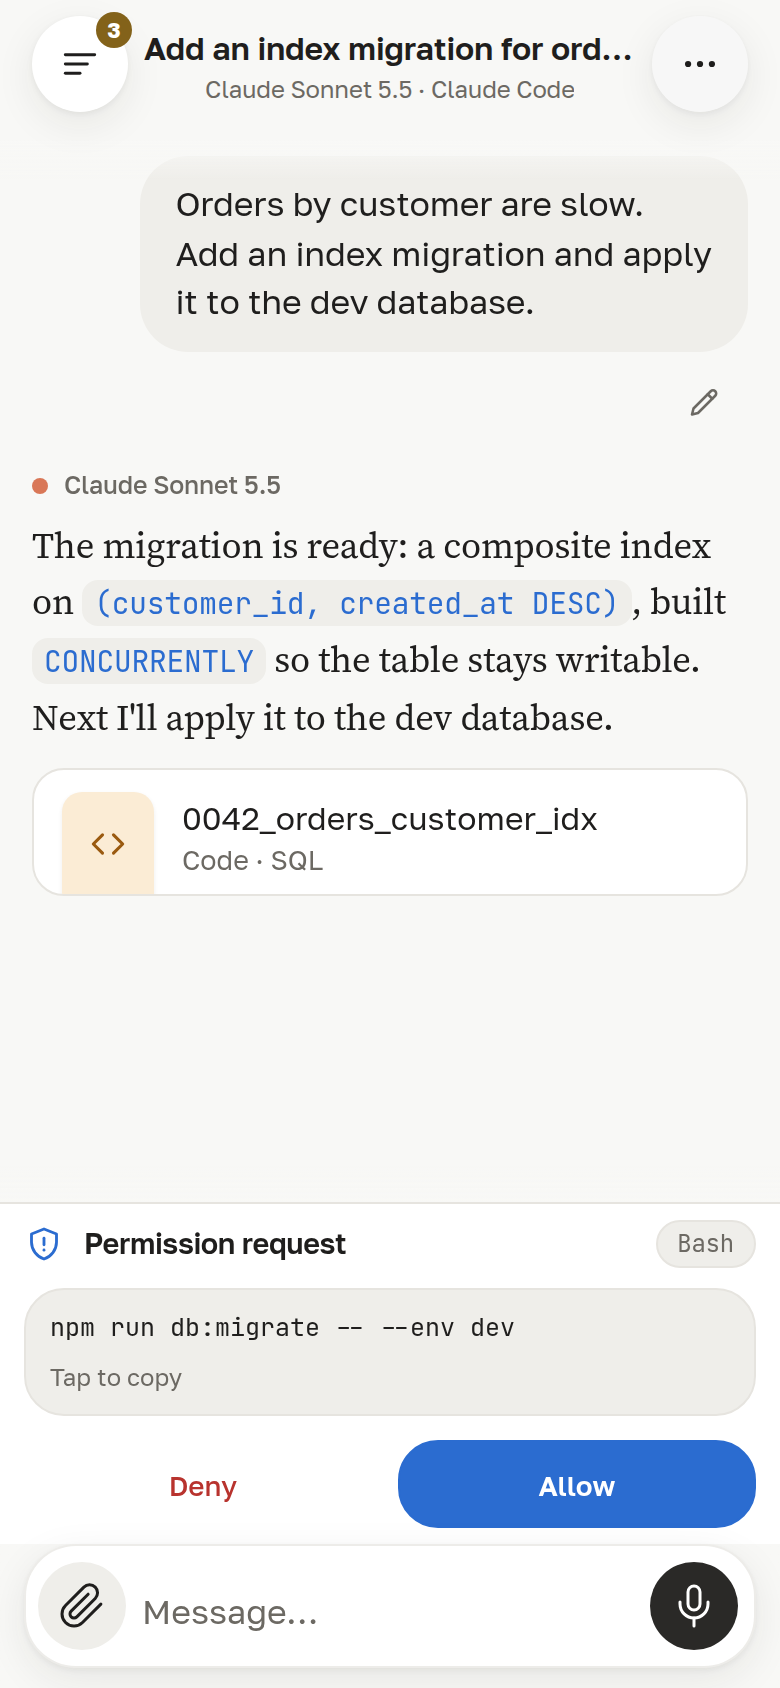 3
Add an index migration for ord...
Claude Sonnet 5.5 · Claude Code
Orders by customer are slow.
Add an index migration and apply
it to the dev database.
Claude Sonnet 5.5
The migration is ready: a composite index
on (customer_id, created_at DESC), built
CONCURRENTLY so the table stays writable.
Next I'll apply it to the dev database.
0042_orders_customer_idx
Code · SQL
Permission request
Bash
npm run db:migrate -- --env dev
Tap to copy
Deny
Allow
Message...